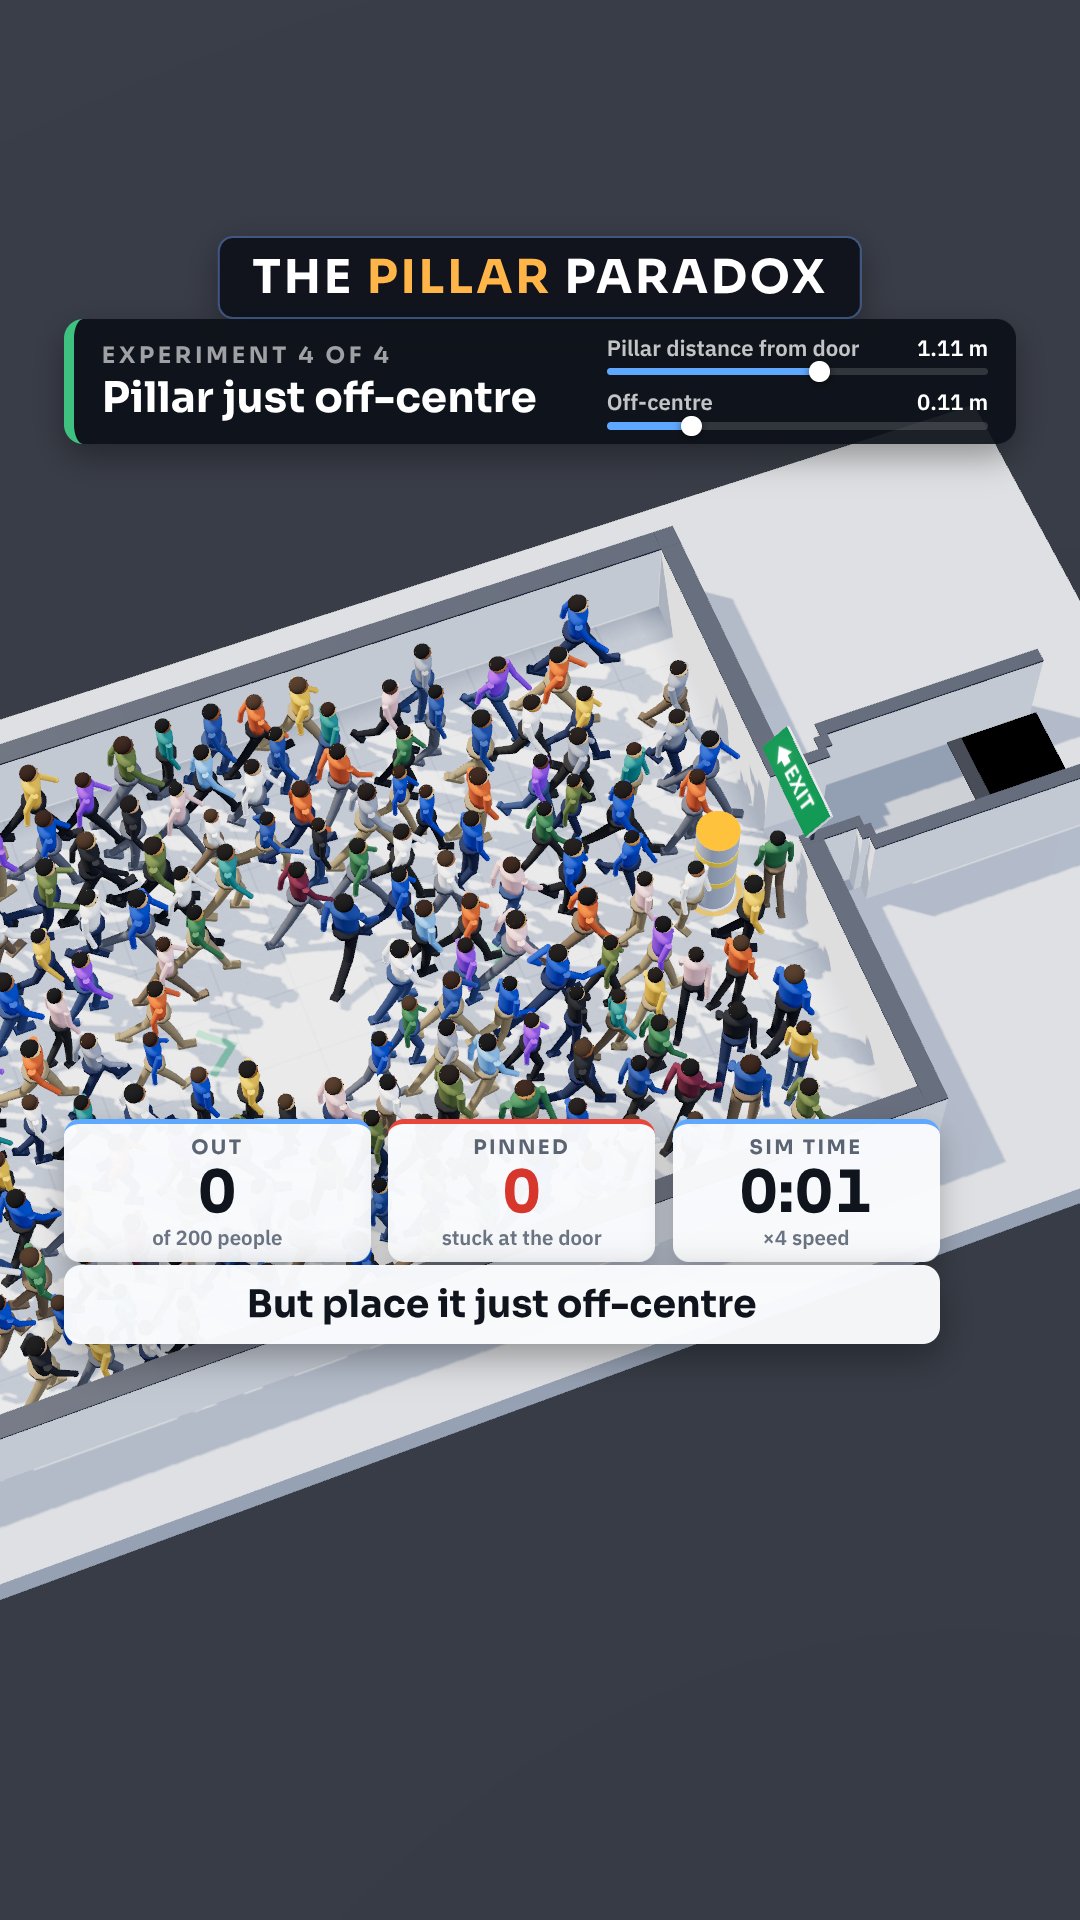 THE PILLAR PARADOX
EXPERIMENT 4 OF 4
Pillar just off-centre
Pillar distance from door 1.11 m
Off-centre 0.11 m
EXIT
OUT
0
of 200 people
PINNED
0
stuck at the door
SIM TIME
0:01
×4 speed
But place it just off-centre